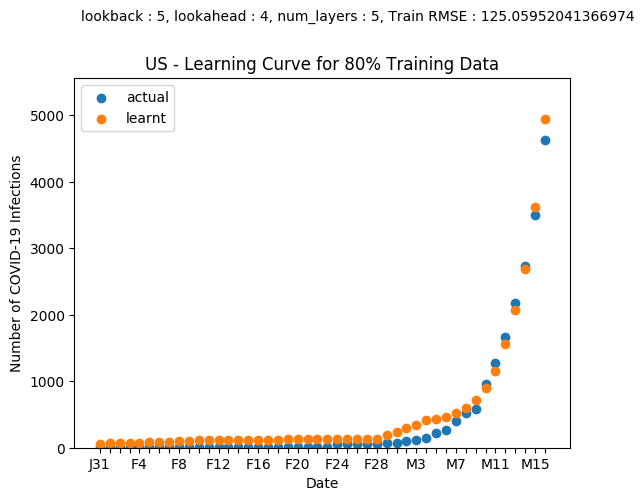 lookback : 5, lookahead : 4, num_layers : 5, Train RMSE : 125.05952041366974
US - Learning Curve for 80% Training Data
actual
learnt
Number of COVID-19 Infections
5000
4000
3000
2000
1000
0
J31 F4 F8 F12 F16 F20 F24 F28 M3 M7 M11 M15
Date